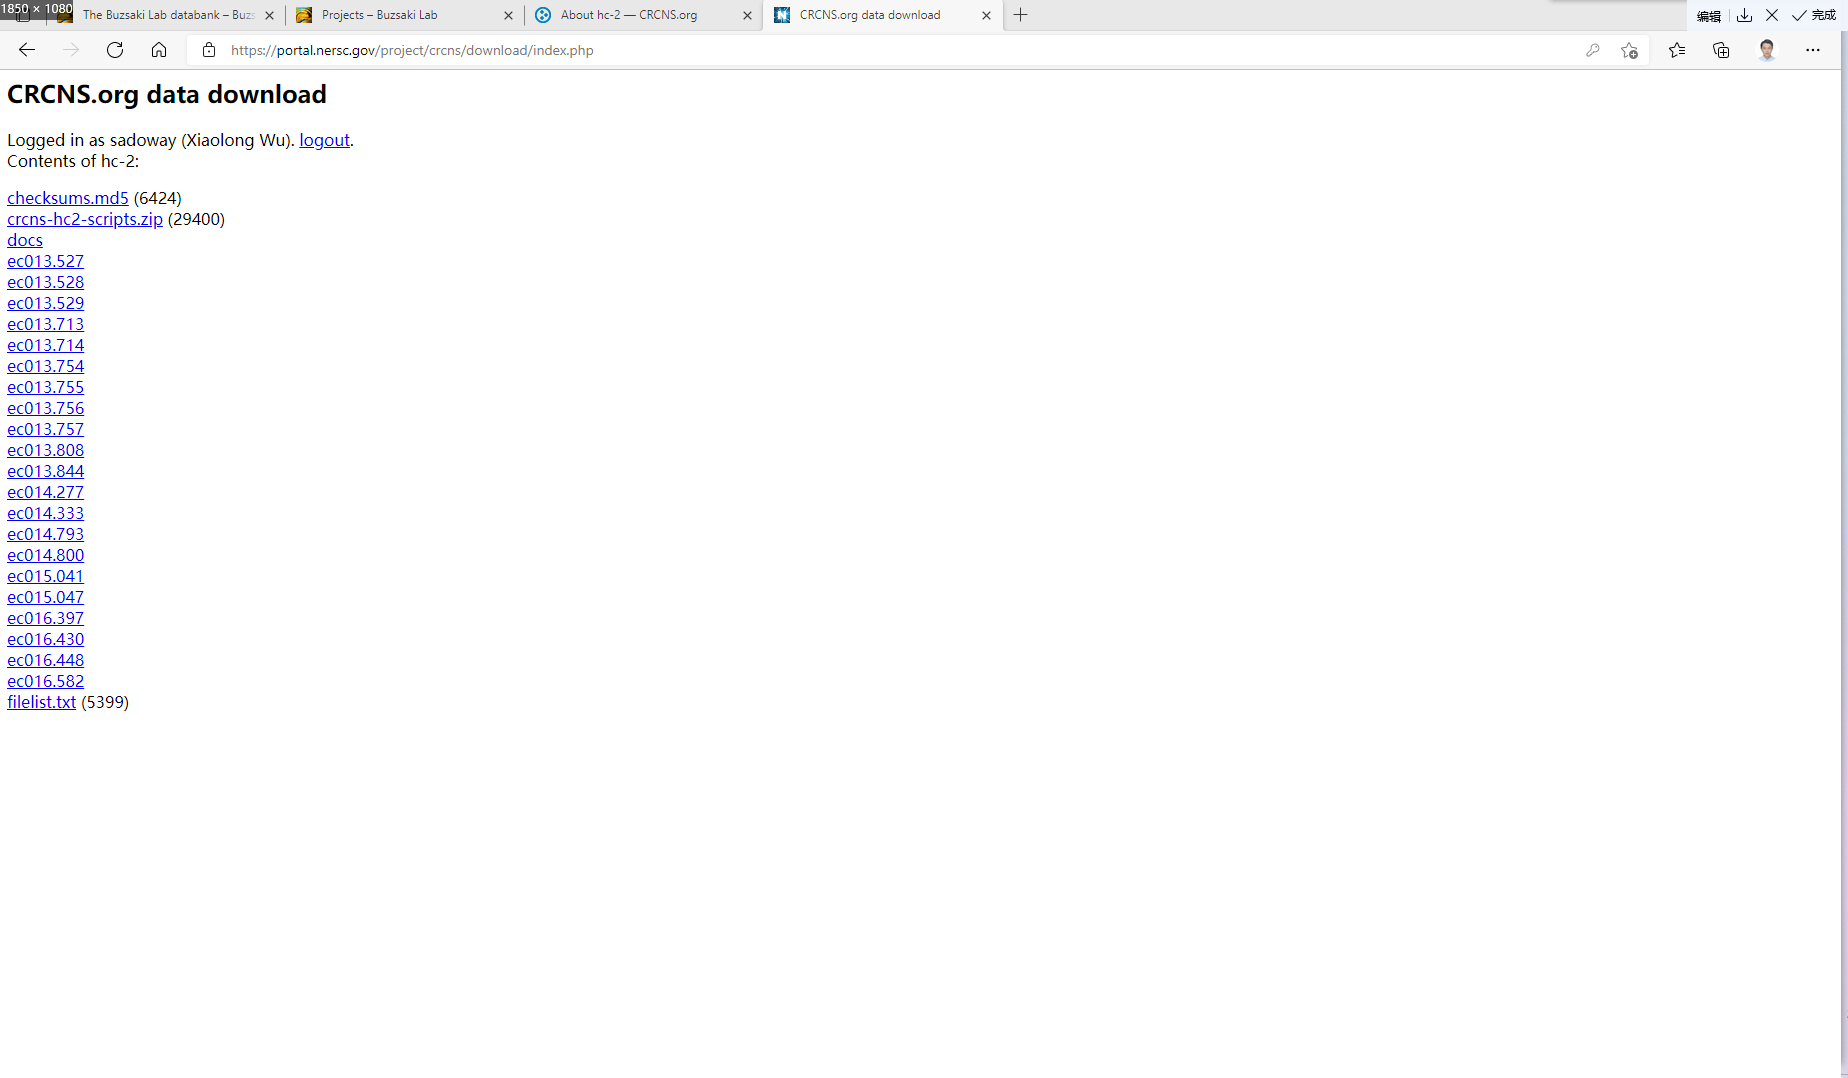 1850 × 1080
The Buzsaki Lab databank – Buzs
Projects – Buzsaki Lab
About hc-2 — CRCNS.org
CRCNS.org data download
编辑
完成
https://portal.nersc.gov/project/crcns/download/index.php
CRCNS.org data download
Logged in as sadoway (Xiaolong Wu). logout.
Contents of hc-2:
checksums.md5 (6424)
crcns-hc2-scripts.zip (29400)
docs
ec013.527
ec013.528
ec013.529
ec013.713
ec013.714
ec013.754
ec013.755
ec013.756
ec013.757
ec013.808
ec013.844
ec014.277
ec014.333
ec014.793
ec014.800
ec015.041
ec015.047
ec016.397
ec016.430
ec016.448
ec016.582
filelist.txt (5399)